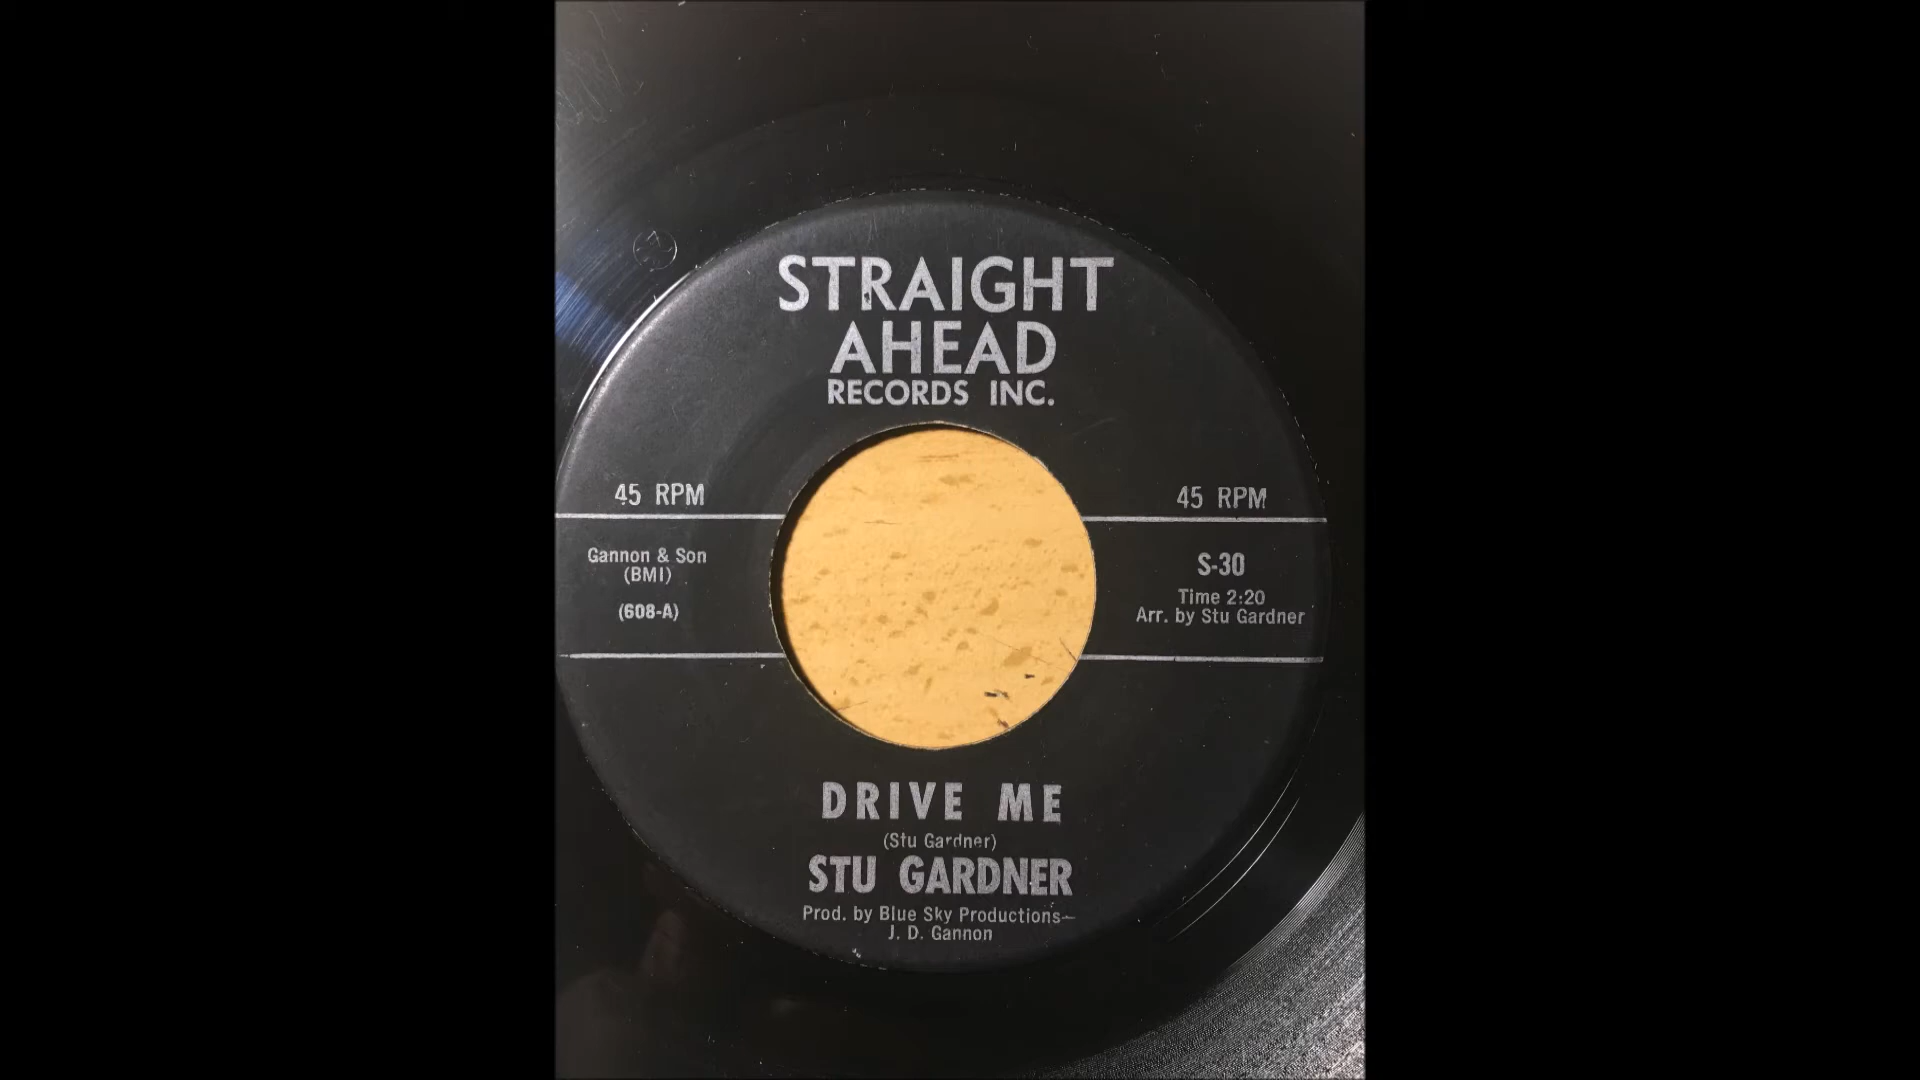 STRAIGHT
AHEAD
RECORDS INC.
45 RPM
45 RPM
Gannon & Son
(BMI)
(608-A)
S-30
Time 2:20
Arr. by Stu Gardner
DRIVE ME
(Stu Gardner)
STU GARDNER
Prod. by Blue Sky Productions—
J. D. Gannon